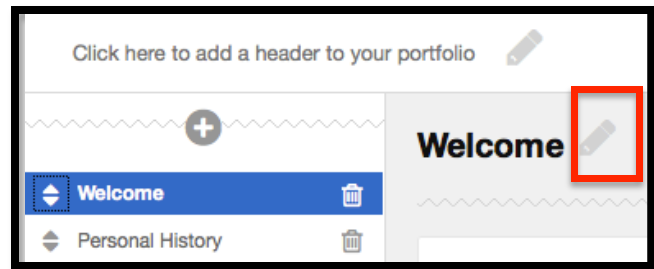 Click here to add a header to your portfolio
Welcome
Welcome
Personal History